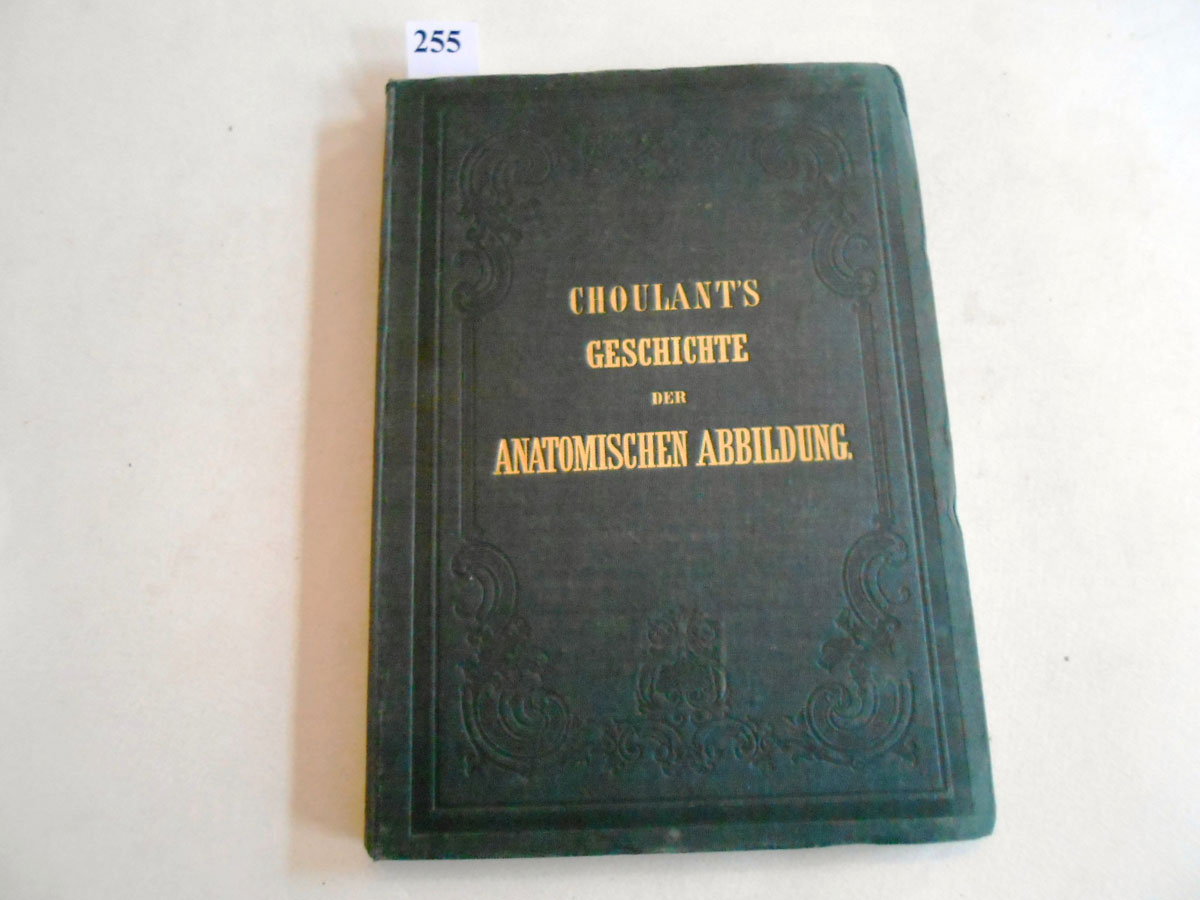 255
CHOULANT'S
GESCHICHTE
DER
ANATOMISCHEN ABBILDUNG.